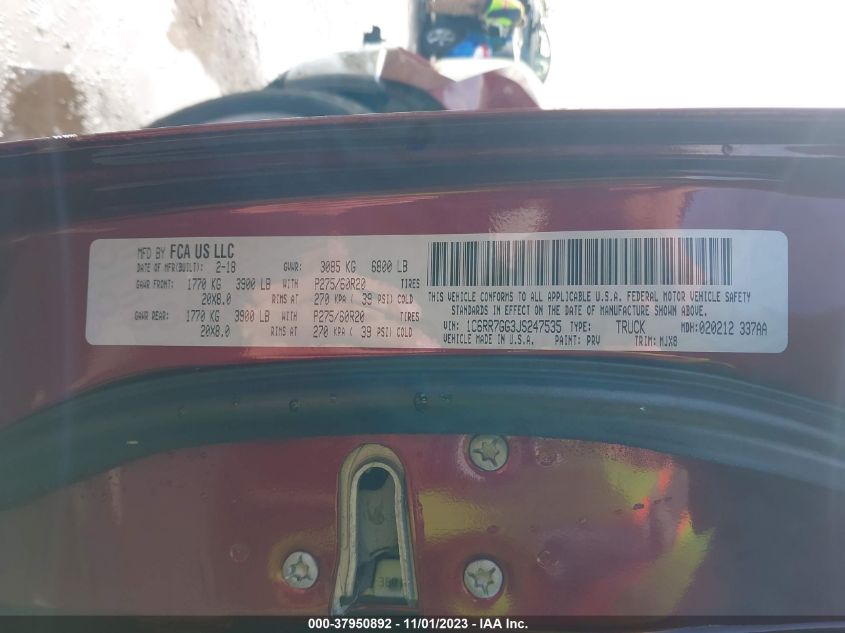 MFD BY FCA US LLC
DATE OF MFR(BUILT): 2-18 GVWR: 3085 KG 6800 LB
GAWR FRONT: 1770 KG 3900 LB WITH P275/60R20 TIRES
20X8.0 RIMS AT 270 KPA ( 39 PSI) COLD
GAWR REAR: 1770 KG 3900 LB WITH P275/60R20 TIRES
20X8.0 RIMS AT 270 KPA ( 39 PSI) COLD
THIS VEHICLE CONFORMS TO ALL APPLICABLE U.S.A. FEDERAL MOTOR VEHICLE SAFETY
STANDARDS IN EFFECT ON THE DATE OF MANUFACTURE SHOWN ABOVE.
VIN: 1C6RR7GG3JS247535 TYPE: TRUCK MDH:020212 337AA
VEHICLE MADE IN U.S.A. PAINT: PRV TRIM: MJX8
000-37950892 - 11/01/2023 - IAA Inc.